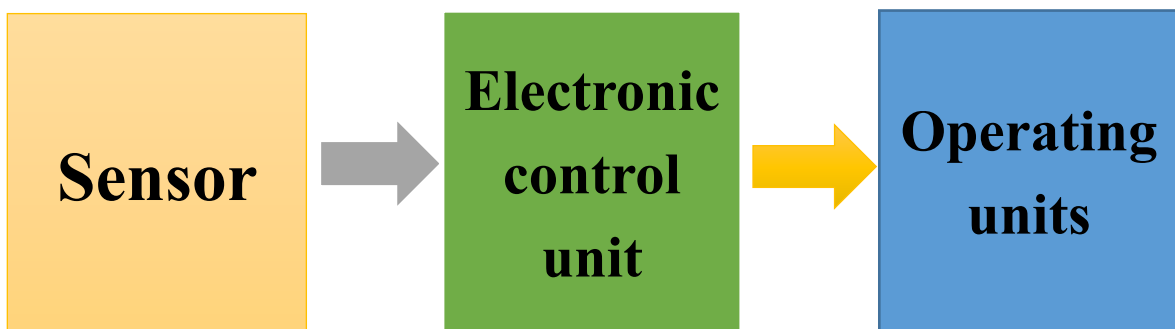 Sensor
Electronic
control
unit
Operating
units